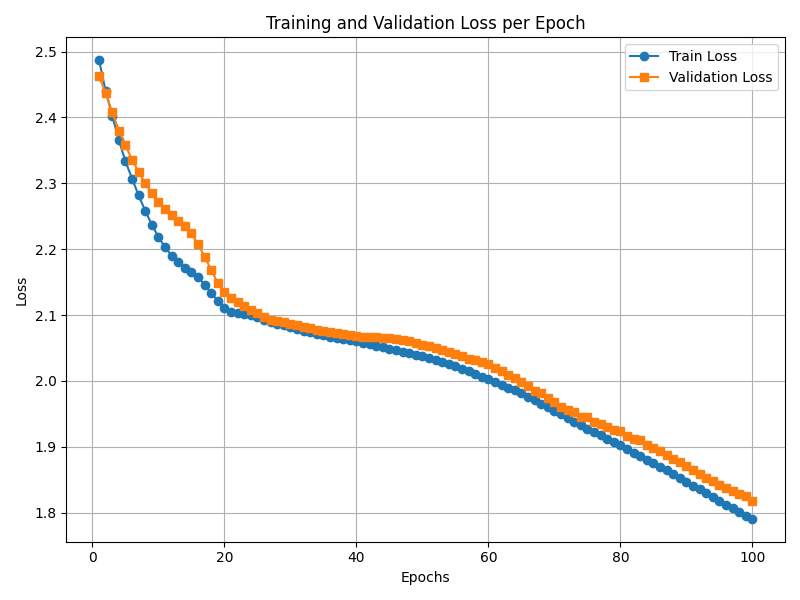 Training and Validation Loss per Epoch
Train Loss
Validation Loss
2.5
2.4
2.3
2.2
2.1
2.0
1.9
1.8
Loss
0 20 40 60 80 100
Epochs